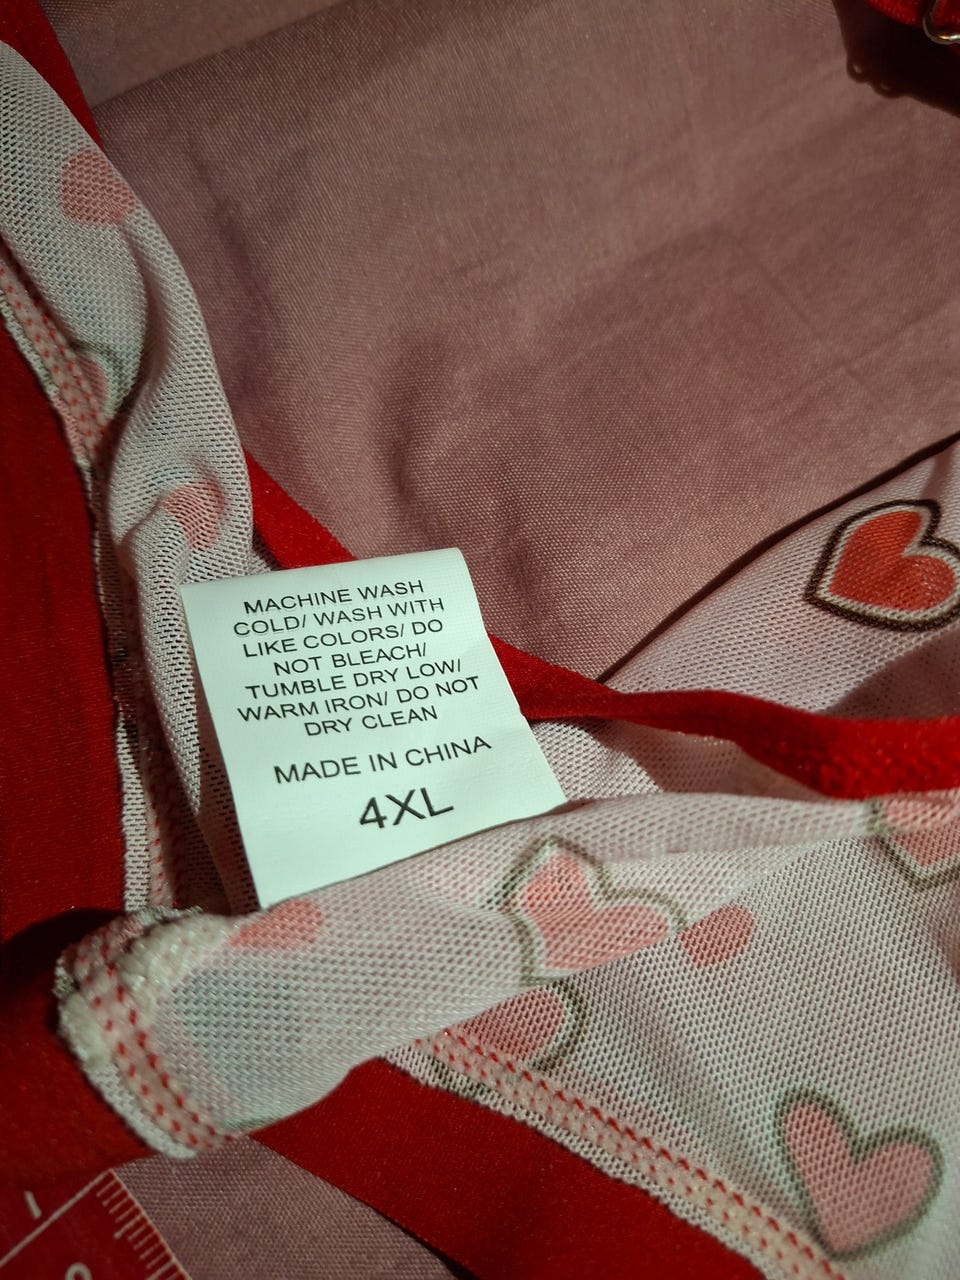 MACHINE WASH
COLD/ WASH WITH
LIKE COLORS/ DO
NOT BLEACH/
TUMBLE DRY LOW/
WARM IRON/ DO NOT
DRY CLEAN
MADE IN CHINA
4XL